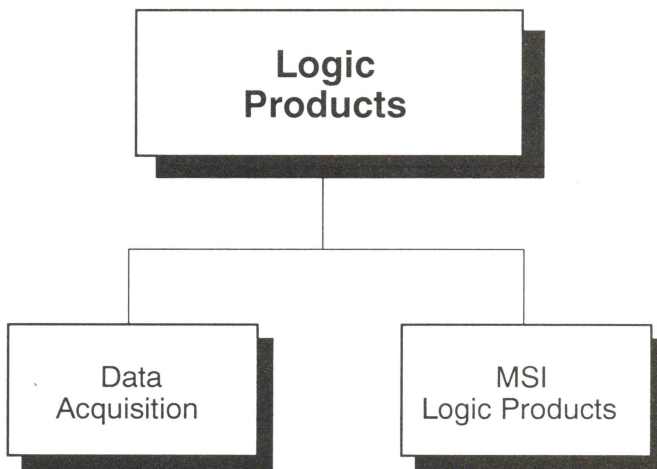 Logic
Products
Data
Acquisition
MSI
Logic Products